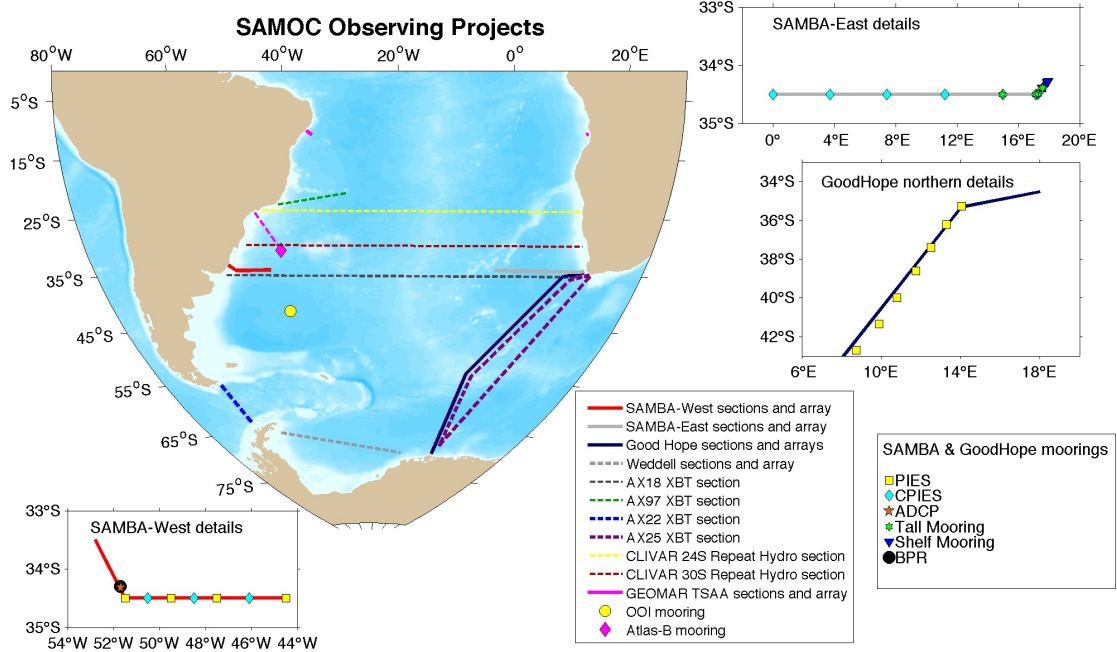 SAMOC Observing Projects
80°W 60°W 40°W 20°W 0° 20°E
5°S
15°S
25°S
35°S
45°S
55°S
65°S
75°S
SAMBA-East details
33°S
34°S
35°S
0° 4°E 8°E 12°E 16°E 20°E
GoodHope northern details
34°S
36°S
38°S
40°S
42°S
6°E 10°E 14°E 18°E
SAMBA-West details
33°S
34°S
35°S
54°W 52°W 50°W 48°W 46°W 44°W
SAMBA-West sections and array
SAMBA-East sections and array
Good Hope sections and arrays
Weddell sections and array
AX18 XBT section
AX97 XBT section
AX22 XBT section
AX25 XBT section
CLIVAR 24S Repeat Hydro section
CLIVAR 30S Repeat Hydro section
GEOMAR TSAA sections and array
OOI mooring
Atlas-B mooring
SAMBA & GoodHope moorings
PIES
CPIES
ADCP
Tall Mooring
Shelf Mooring
BPR